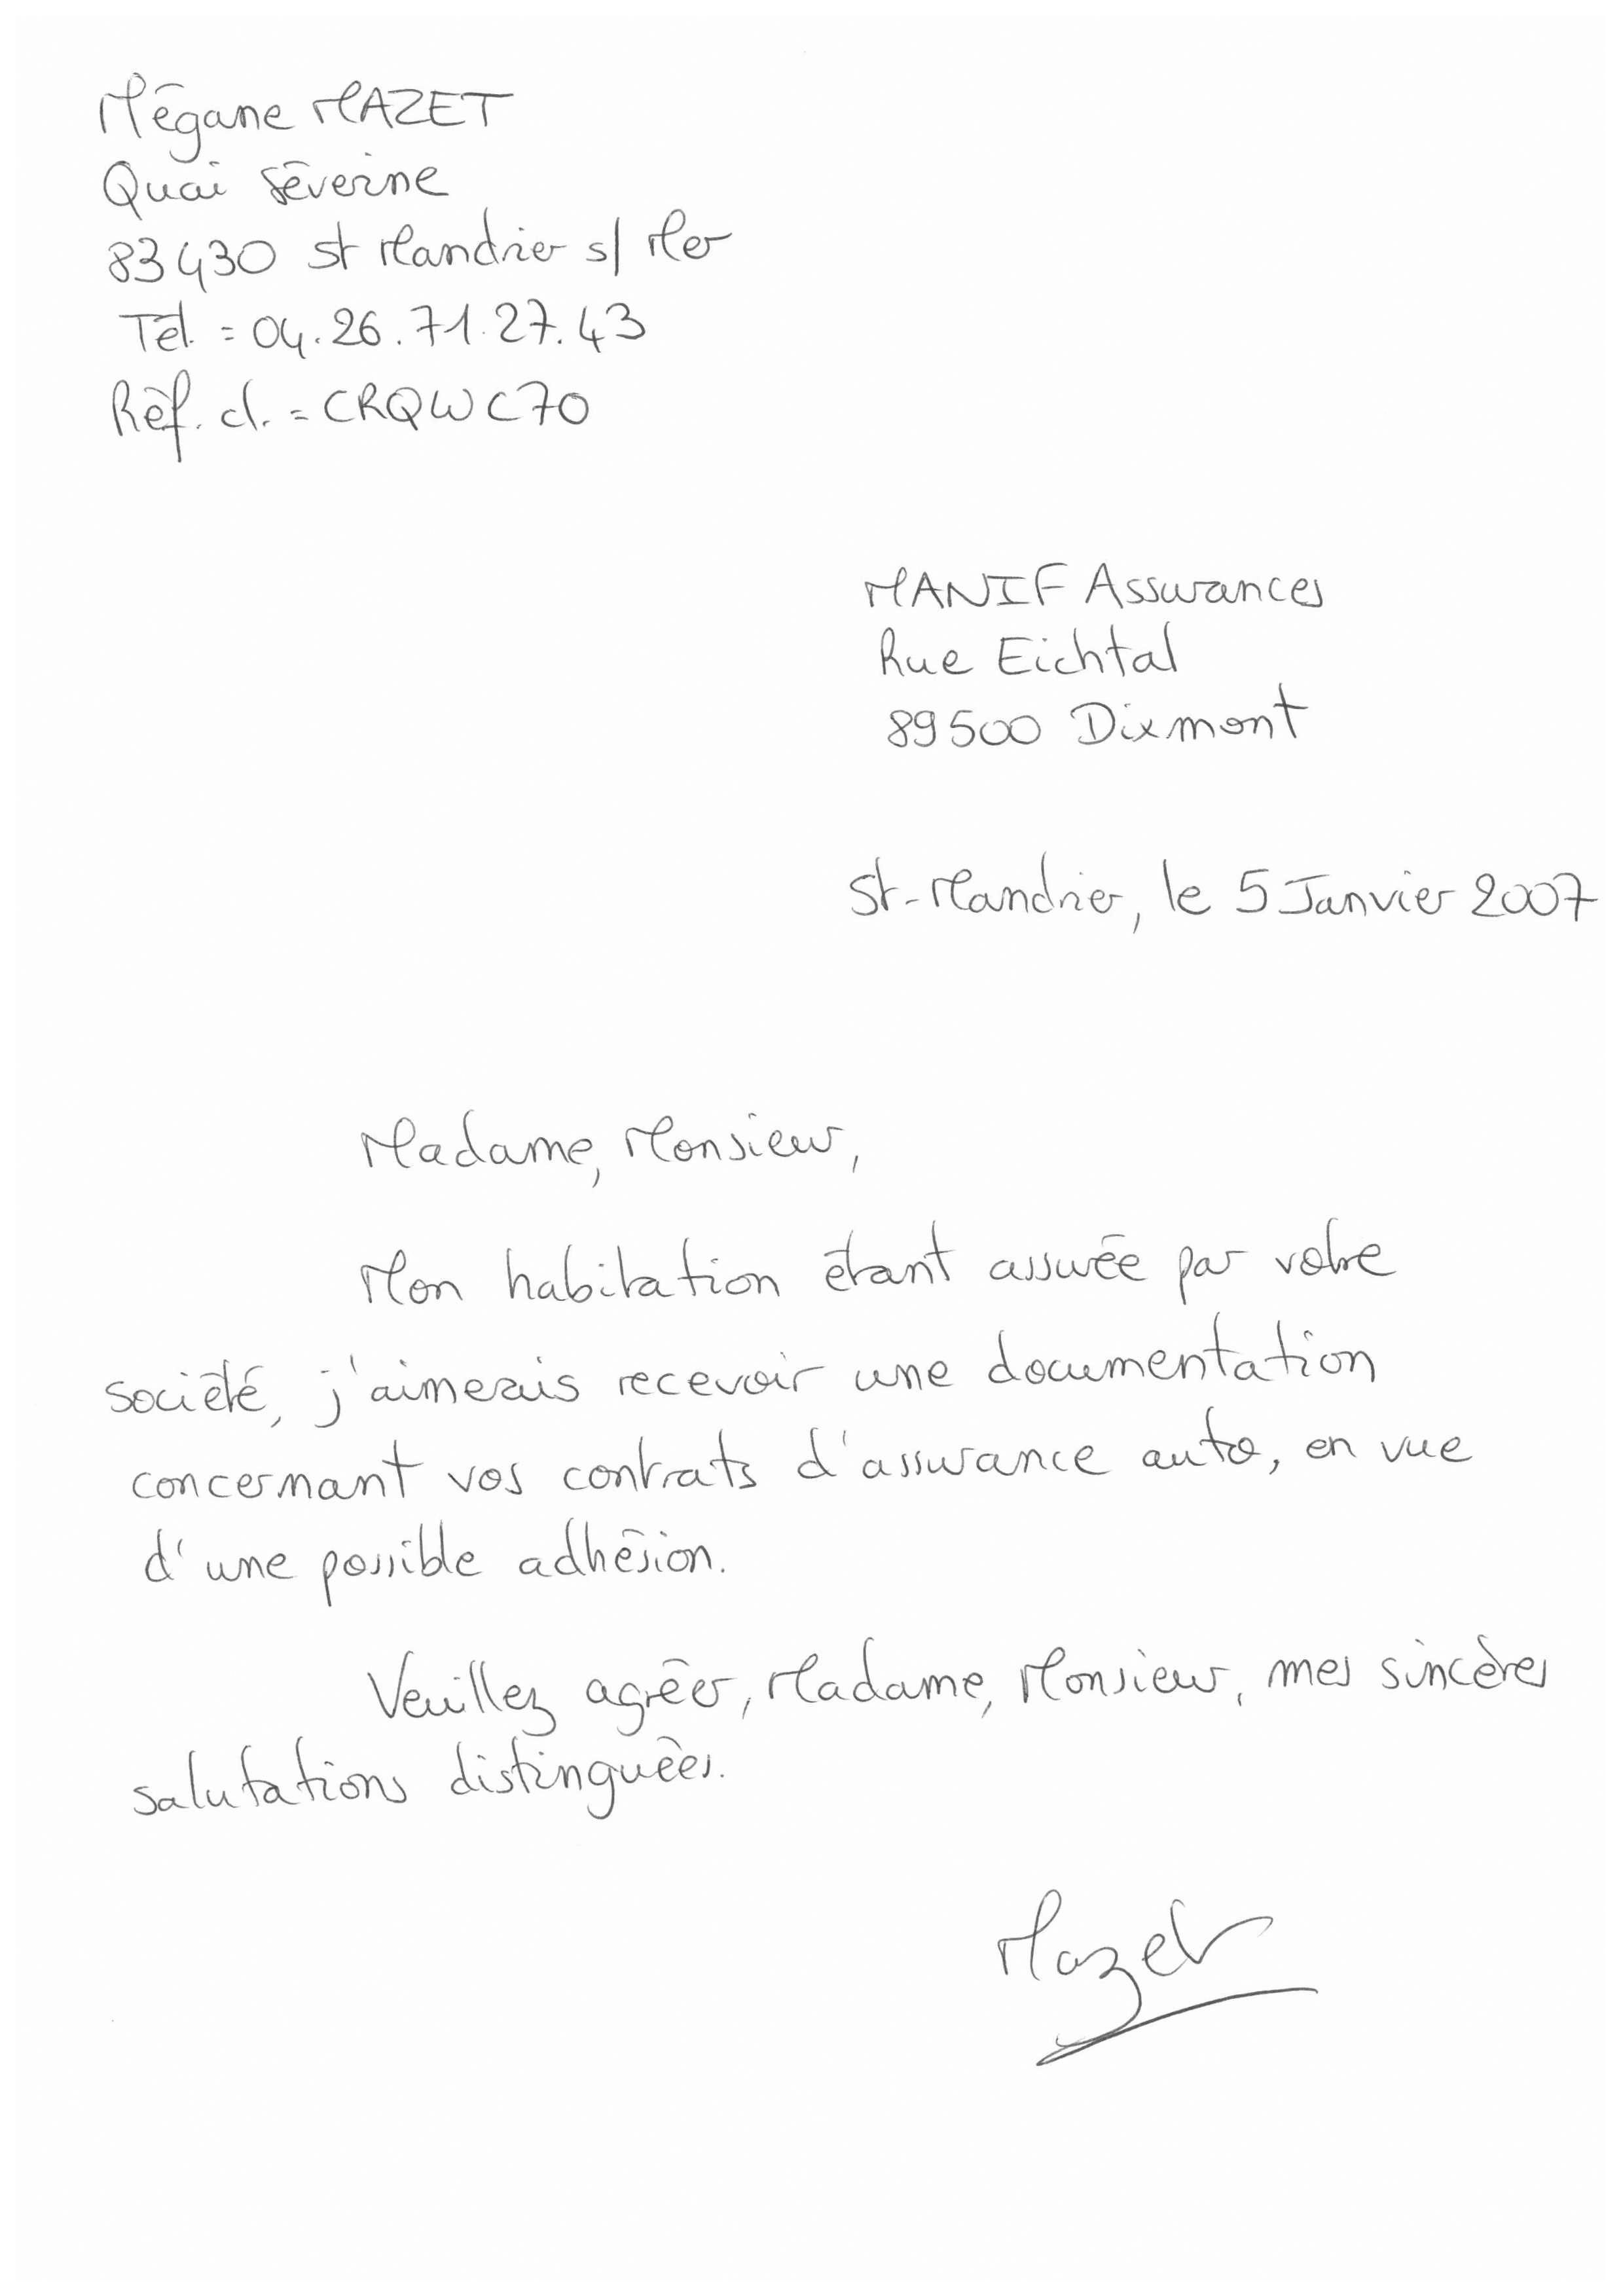 Mégane MAZET
Quai Séverine
83430 St Mandrier s/ Mer
Tél. = 04.26.71.27.43
Réf. cl. = CRQWC70
MANIF Assurances
Rue Eichtal
89500 Dixmont
St-Mandrier, le 5 Janvier 2007
Madame, Monsieur,
Mon habitation étant assurée par votre
société, j'aimerais recevoir une documentation
concernant vos contrats d'assurance auto, en vue
d'une possible adhésion.
Veuillez agréer, Madame, Monsieur, mes sincères
salutations distinguées.
Mazet